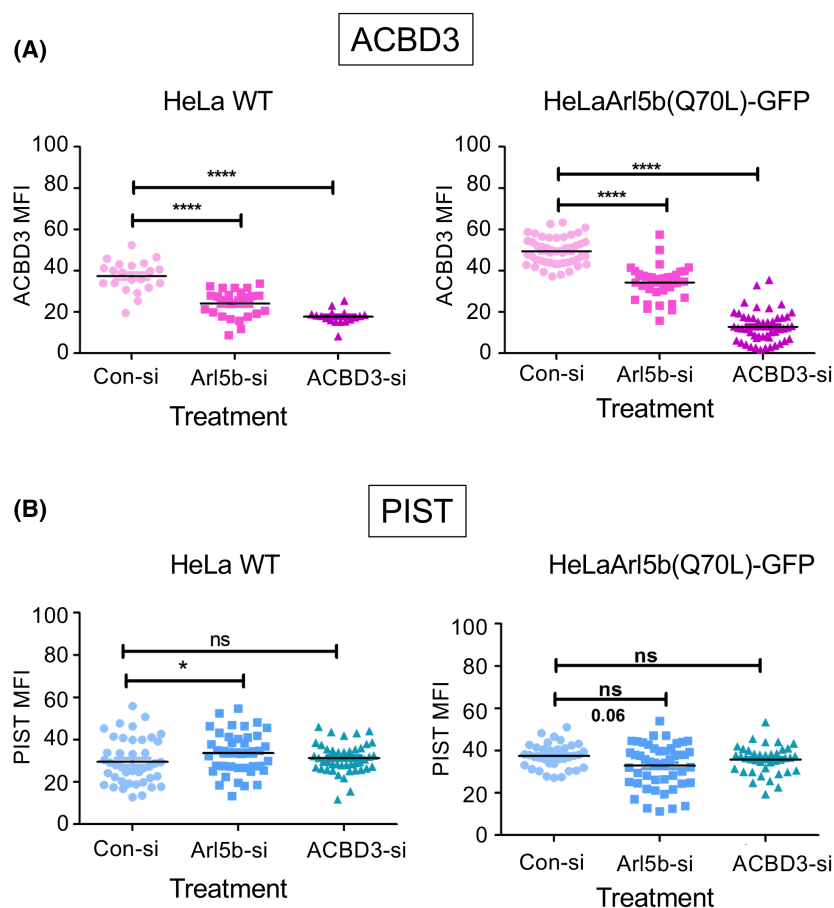 (A)
ACBD3
HeLa WT
ACBD3 MFI
100
80
60
40
20
0
****
****
Con-si
Arl5b-si
ACBD3-si
Treatment
HeLaArl5b(Q70L)-GFP
ACBD3 MFI
100
80
60
40
20
0
****
****
Con-si
Arl5b-si
ACBD3-si
Treatment
(B)
PIST
HeLa WT
PIST MFI
100
80
60
40
20
0
ns
*
Con-si
Arl5b-si
ACBD3-si
Treatment
HeLaArl5b(Q70L)-GFP
PIST MFI
100
80
60
40
20
0
ns
ns
0.06
Con-si
Arl5b-si
ACBD3-si
Treatment